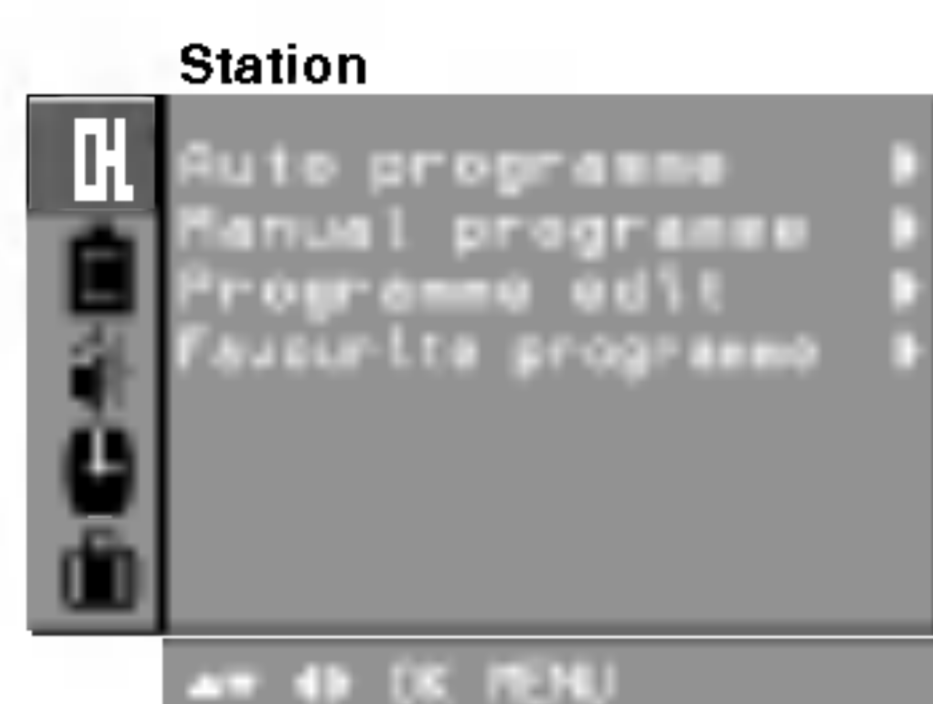 Station
CH
Auto programme
Manual programme
Programme edit
Favourite programme
▲▼ ◀▶ OK MENU